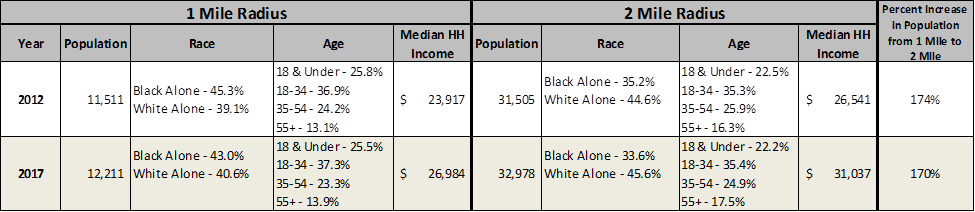 1 Mile Radius 2 Mile Radius Percent Increase in Population from 1 Mile to 2 Mile
Year Population Race Age Median HH Income Population Race Age Median HH Income
2012 11,511 Black Alone - 45.3% White Alone - 39.1% 18 & Under - 25.8% 18-34 - 36.9% 35-54 - 24.2% 55+ - 13.1% $ 23,917 31,505 Black Alone - 35.2% White Alone - 44.6% 18 & Under - 22.5% 18-34 - 35.3% 35-54 - 25.9% 55+ - 16.3% $ 26,541 174%
2017 12,211 Black Alone - 43.0% White Alone - 40.6% 18 & Under - 25.5% 18-34 - 37.3% 35-54 - 23.3% 55+ - 13.9% $ 26,984 32,978 Black Alone - 33.6% White Alone - 45.6% 18 & Under - 22.2% 18-34 - 35.4% 35-54 - 24.9% 55+ - 17.5% $ 31,037 170%